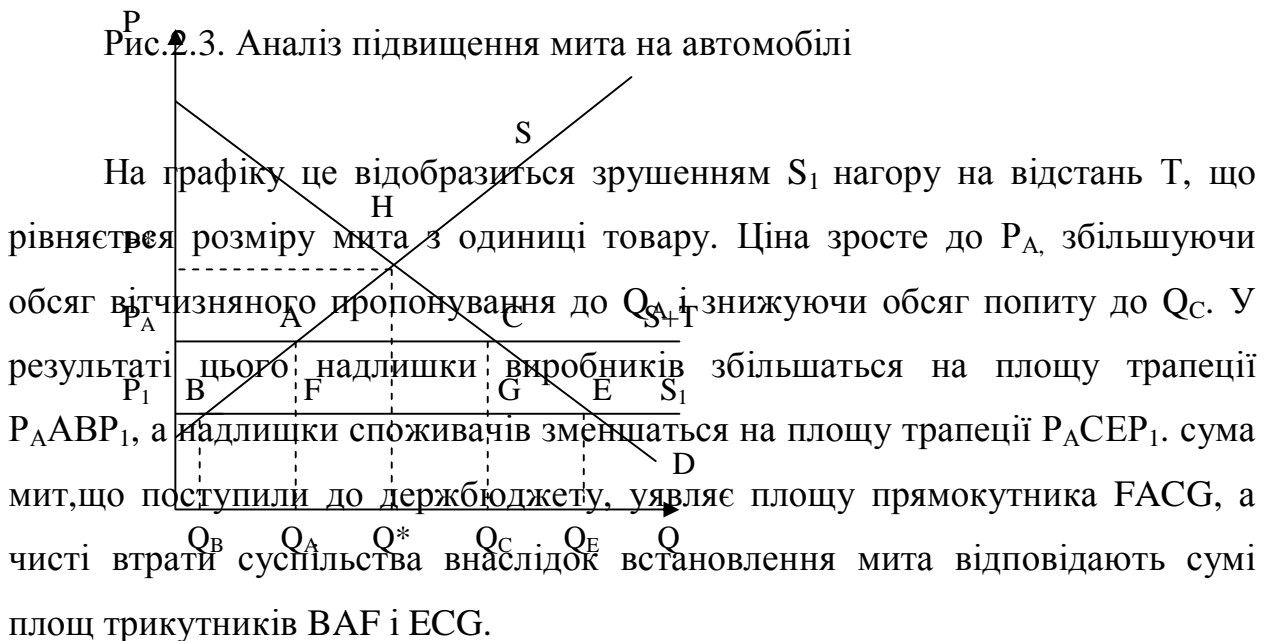 P
Рис.2.3. Аналіз підвищення мита на автомобілі
S
На графіку це відобразиться зрушенням S₁ нагору на відстань T, що
H
рівняється розміру мита з одиниці товару. Ціна зросте до Pₐ, збільшуючи
P*
обсяг вітчизняного пропонування до Qₐ і знижуючи обсяг попиту до Q_C. У
Pₐ A C S+T
результаті цього надлишки виробників збільшаться на площу трапеції
P₁ B F G E S₁
PₐABP₁, а надлишки споживачів зменшаться на площу трапеції PₐCEP₁. сума
D
мит,що поступили до держбюджету, уявляє площу прямокутника FACG, а
Q_B Qₐ Q* Q_C Q_E Q
чисті втрати суспільства внаслідок встановлення мита відповідають сумі
площ трикутників BAF і ECG.